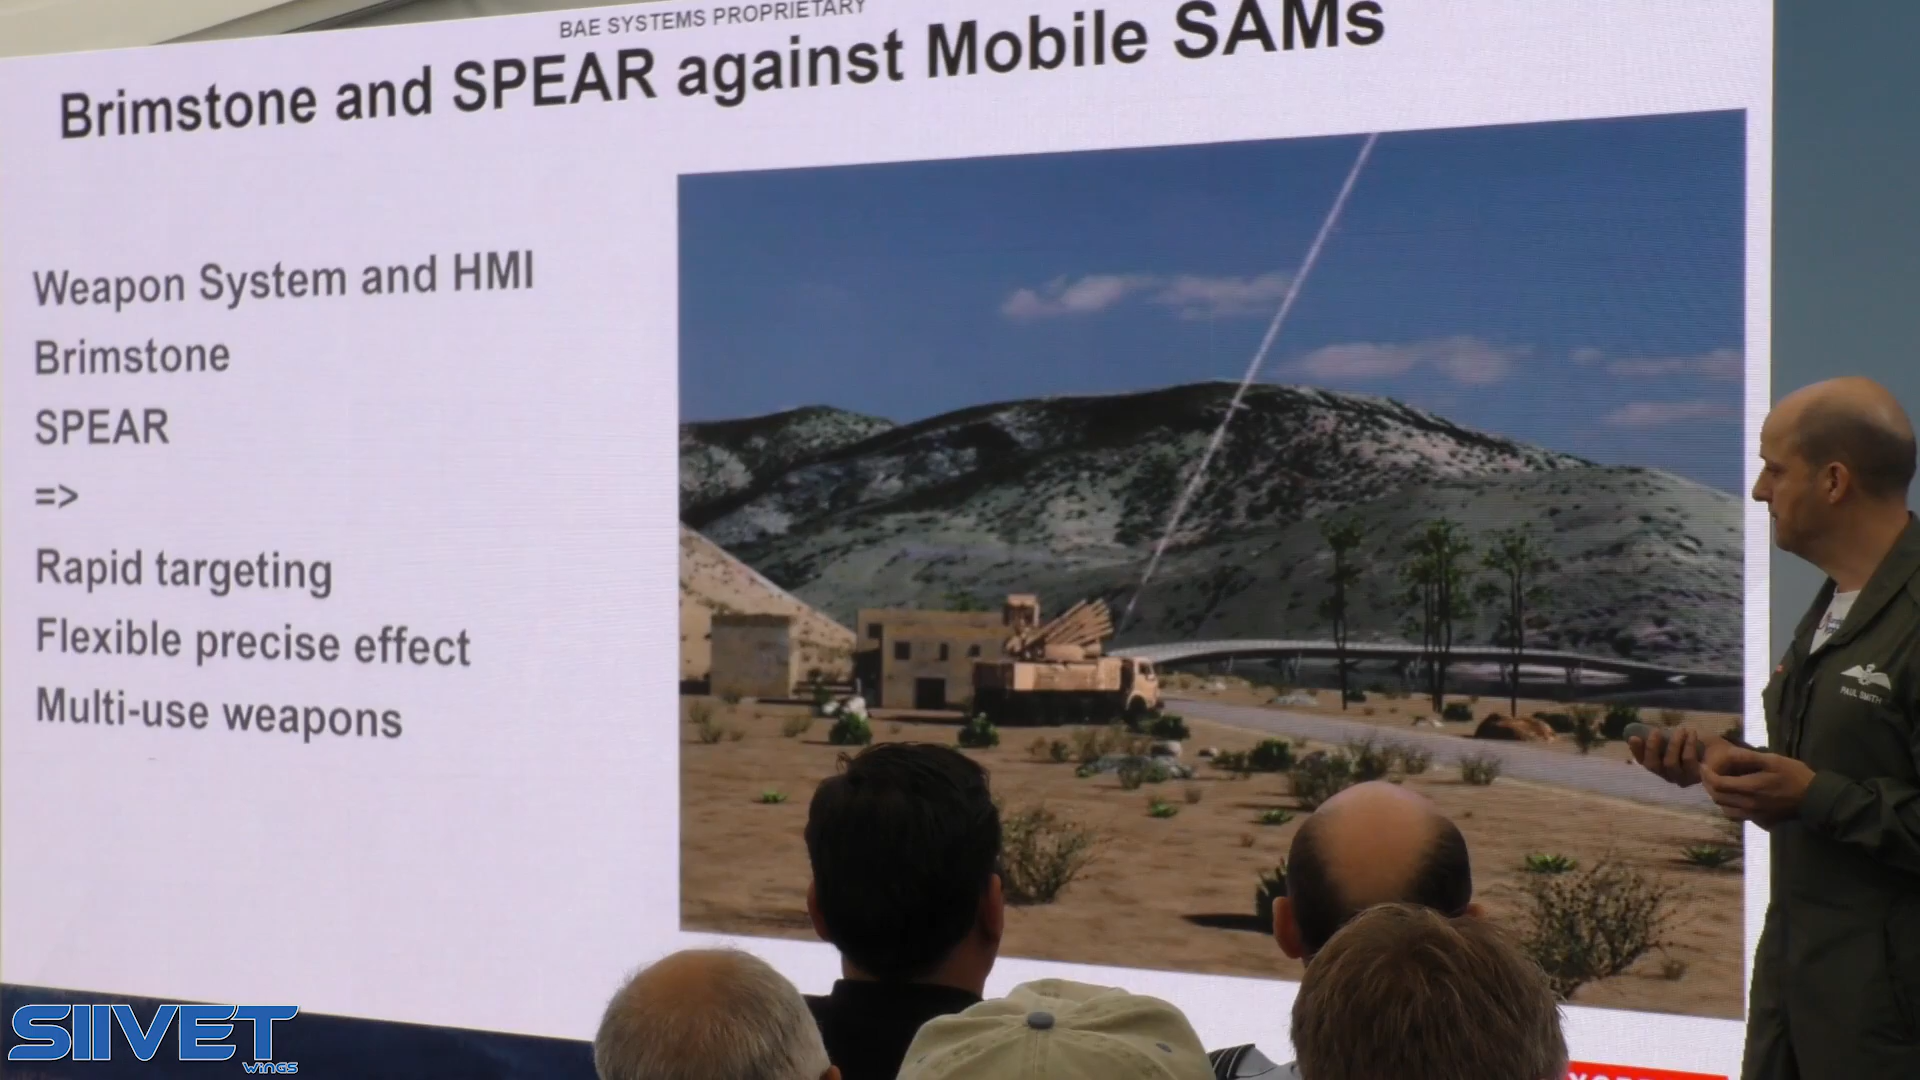 BAE SYSTEMS PROPRIETARY
Brimstone and SPEAR against Mobile SAMs
Weapon System and HMI
Brimstone
SPEAR
=>
Rapid targeting
Flexible precise effect
Multi-use weapons
PAUL SMITH
SIIVET
WINGS